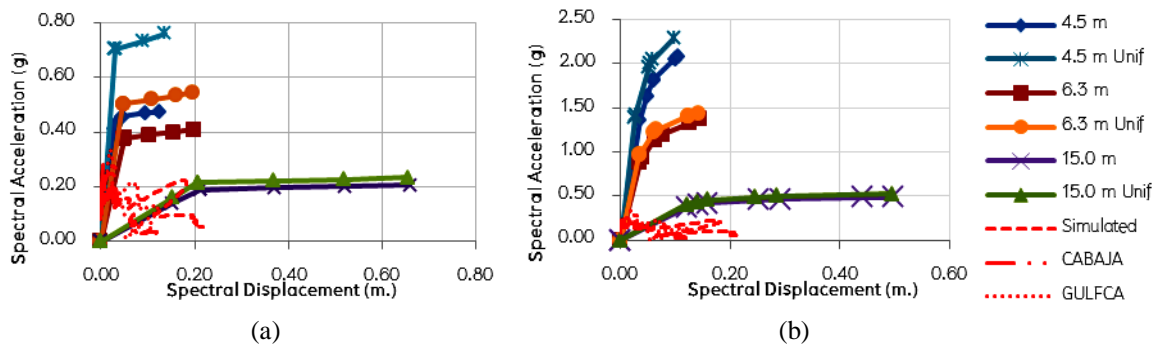 Spectral Acceleration (g)
0.80
0.60
0.40
0.20
0.00
0.00 0.20 0.40 0.60 0.80
Spectral Displacement (m.)
(a)
Spectral Acceleration (g)
2.50
2.00
1.50
1.00
0.50
0.00
0.00 0.20 0.40 0.60
Spectral Displacement (m.)
(b)
4.5 m
4.5 m Unif
6.3 m
6.3 m Unif
15.0 m
15.0 m Unif
Simulated
CABAJA
GULFCA